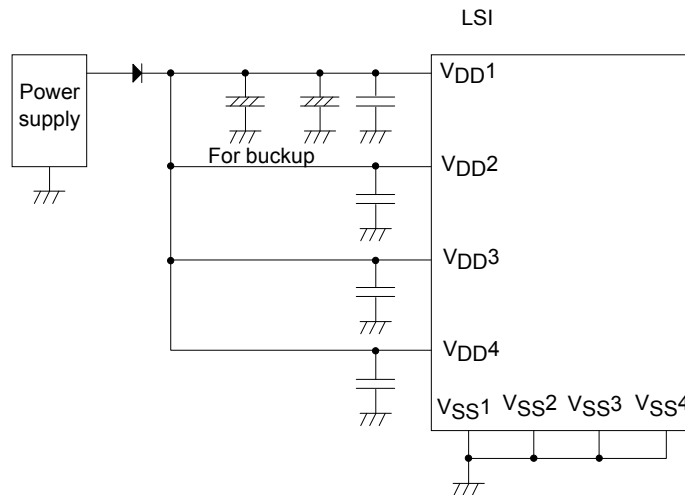 LSI
Power
supply
VDD1
For buckup
VDD2
VDD3
VDD4
VSS1 VSS2 VSS3 VSS4